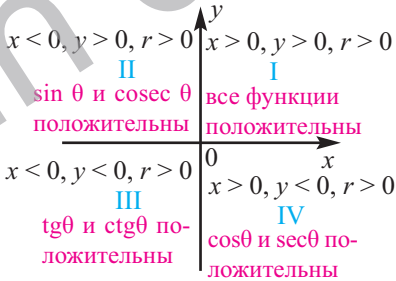 y
x < 0, y > 0, r > 0
x > 0, y > 0, r > 0
II
I
sin θ и cosec θ
положительны
все функции
положительны
0
x
x < 0, y < 0, r > 0
x > 0, y < 0, r > 0
III
IV
tgθ и ctgθ по-
ложительны
cosθ и secθ по-
ложительны